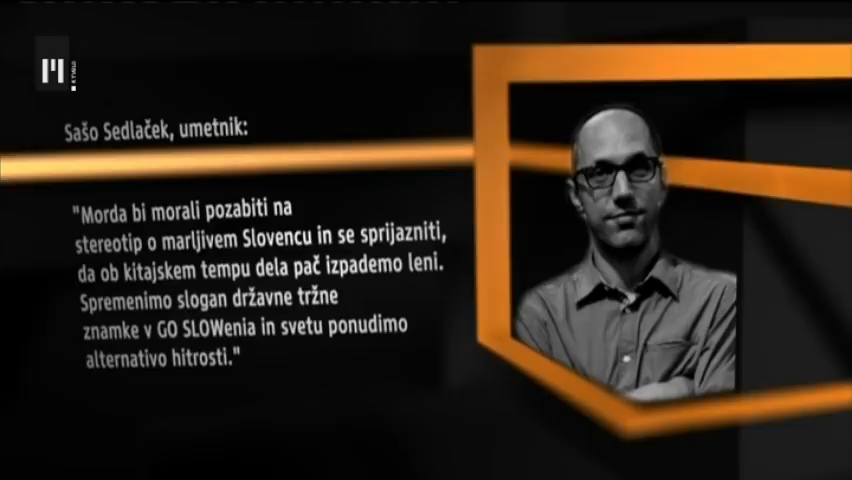 Sašo Sedlaček, umetnik:
"Morda bi morali pozabiti na
stereotip o marljivem Slovencu in se sprijazniti,
da ob kitajskem tempu dela pač izpademo leni.
Spremenimo slogan državne tržne
znamke v GO SLOWenia in svetu ponudimo
alternativo hitrosti."